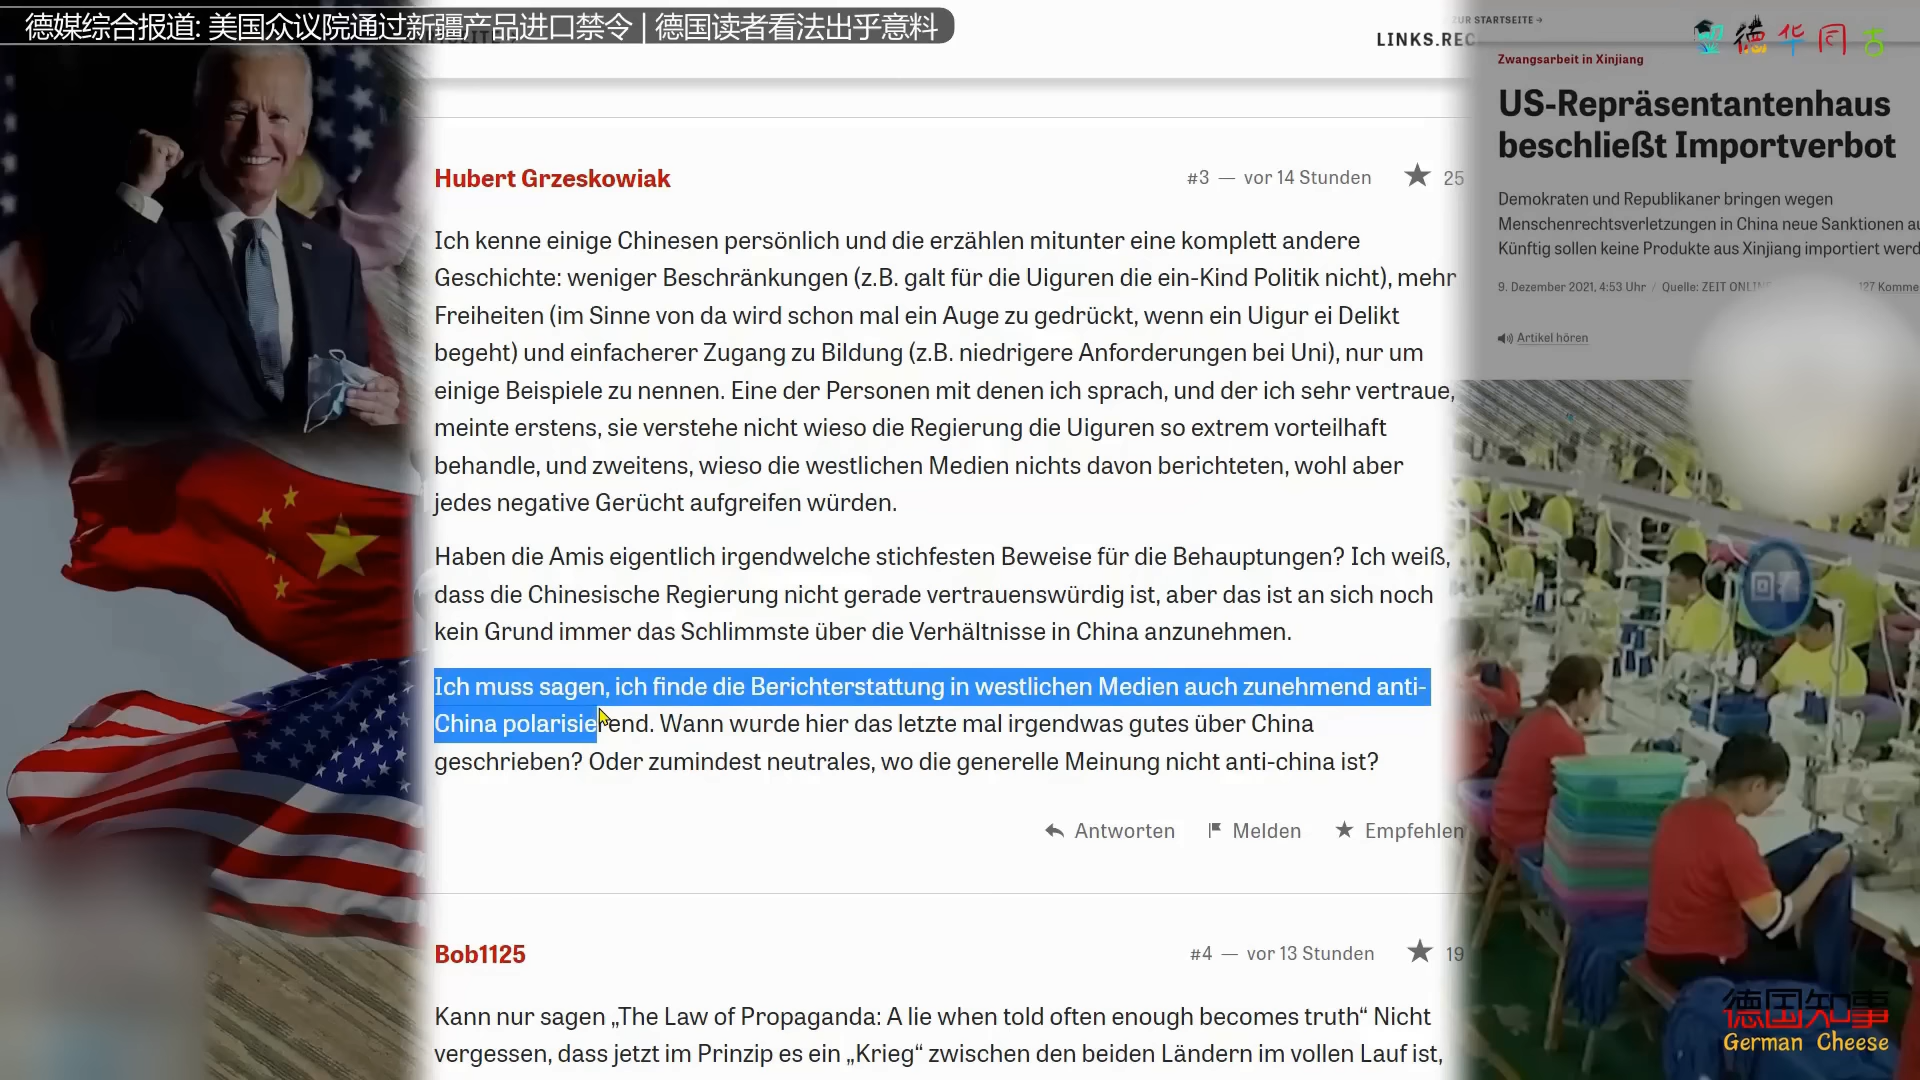 德媒综合报道: 美国众议院通过新疆产品进口禁令 | 德国读者看法出乎意料
ZUR STARTSEITE →
LINKS.REC
德华同古
Zwangsarbeit in Xinjiang
US-Repräsentantenhaus
beschließt Importverbot
Demokraten und Republikaner bringen wegen
Menschenrechtsverletzungen in China neue Sanktionen au
Künftig sollen keine Produkte aus Xinjiang importiert werd
9. Dezember 2021, 4:53 Uhr / Quelle: ZEIT ONLINE 127 Komme
Artikel hören
Hubert Grzeskowiak
#3 — vor 14 Stunden ★ 25
Ich kenne einige Chinesen persönlich und die erzählen mitunter eine komplett andere
Geschichte: weniger Beschränkungen (z.B. galt für die Uiguren die ein-Kind Politik nicht), mehr
Freiheiten (im Sinne von da wird schon mal ein Auge zu gedrückt, wenn ein Uigur ei Delikt
begeht) und einfacherer Zugang zu Bildung (z.B. niedrigere Anforderungen bei Uni), nur um
einige Beispiele zu nennen. Eine der Personen mit denen ich sprach, und der ich sehr vertraue,
meinte erstens, sie verstehe nicht wieso die Regierung die Uiguren so extrem vorteilhaft
behandle, und zweitens, wieso die westlichen Medien nichts davon berichteten, wohl aber
jedes negative Gerücht aufgreifen würden.
Haben die Amis eigentlich irgendwelche stichfesten Beweise für die Behauptungen? Ich weiß,
dass die Chinesische Regierung nicht gerade vertrauenswürdig ist, aber das ist an sich noch
kein Grund immer das Schlimmste über die Verhältnisse in China anzunehmen.
Ich muss sagen, ich finde die Berichterstattung in westlichen Medien auch zunehmend anti-
China polarisierend. Wann wurde hier das letzte mal irgendwas gutes über China
geschrieben? Oder zumindest neutrales, wo die generelle Meinung nicht anti-china ist?
Antworten Melden ★ Empfehlen
Bob1125
#4 — vor 13 Stunden ★ 19
Kann nur sagen „The Law of Propaganda: A lie when told often enough becomes truth“ Nicht
vergessen, dass jetzt im Prinzip es ein „Krieg“ zwischen den beiden Ländern im vollen Lauf ist,
德国知事
German Cheese